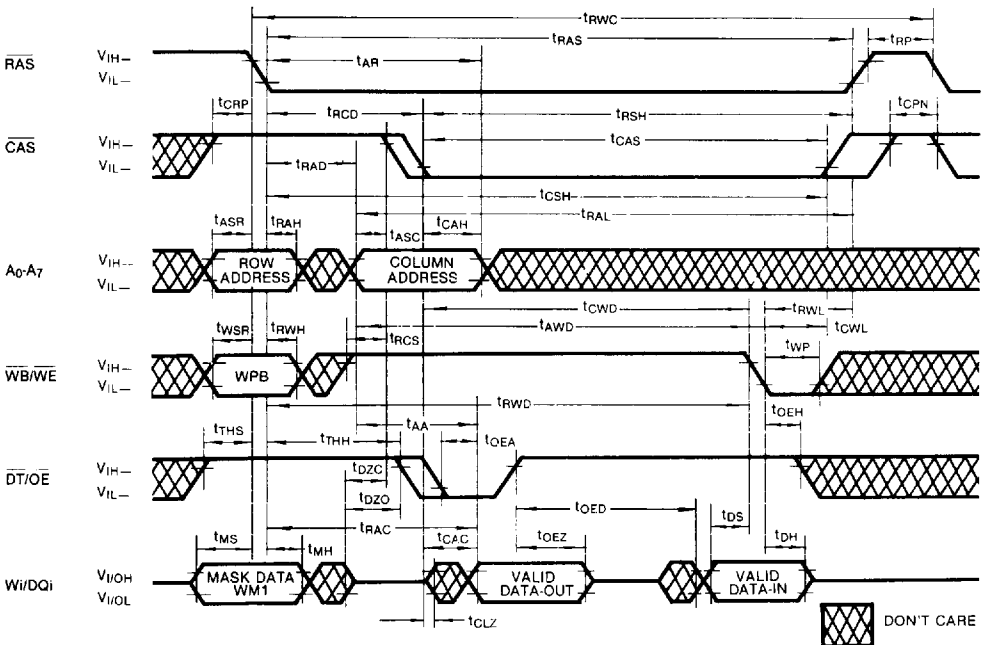 tRWC
tRAS
tRP
tAR
RAS
VIH
VIL
tCRP
tRCD
tRSH
tCPN
CAS
VIH
VIL
tCAS
tRAD
tCSH
tRAL
tASR
tRAH
tASC
tCAH
A0-A7
VIH
VIL
ROW ADDRESS
COLUMN ADDRESS
tCWD
tRWL
tWSR
tRWH
tAWD
tCWL
tRCS
tWP
WB/WE
VIH
VIL
WPB
tRWD
tOEH
tAA
tOEA
tTHS
tTHH
DT/OE
VIH
VIL
tDZC
tDZO
tOED
tDS
tRAC
tMS
tMH
tCAC
tOEZ
tDH
Wi/DQi
VI/OH
VI/OL
MASK DATA WM1
VALID DATA-OUT
VALID DATA-IN
tCLZ
DON'T CARE